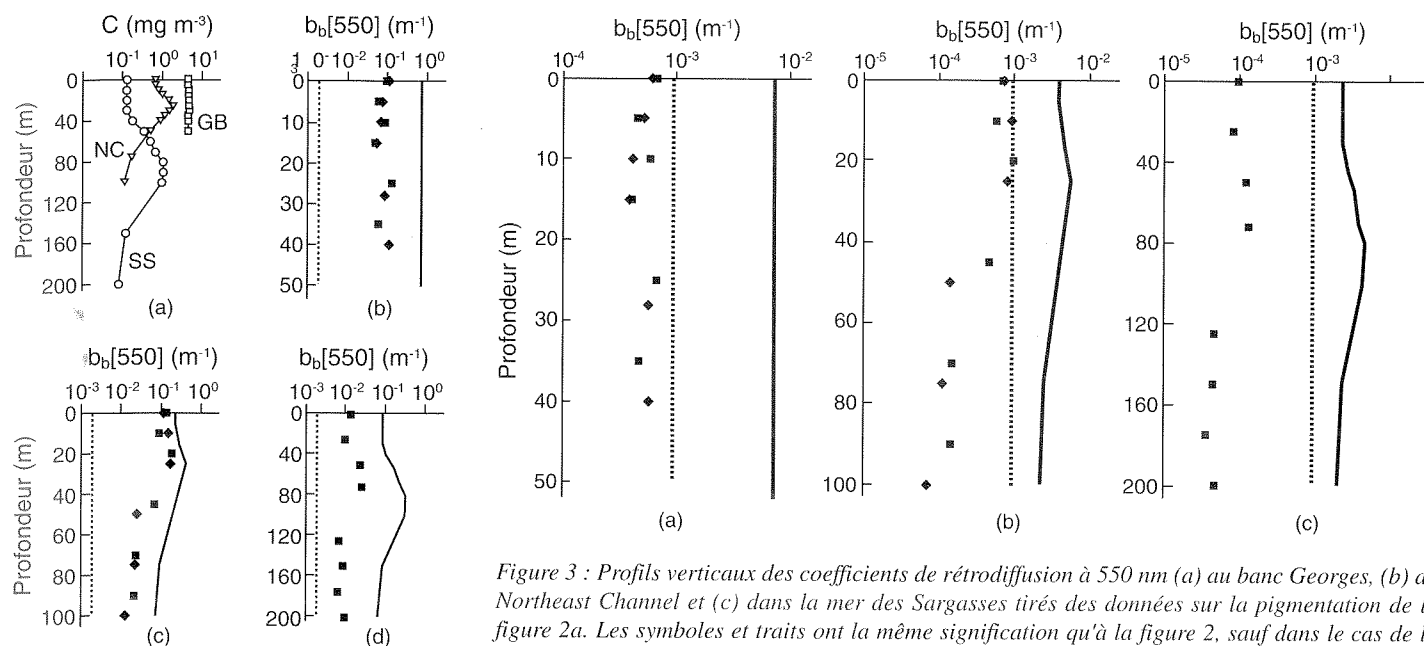 C (mg m⁻³)
10⁻¹ 10⁰ 10¹
0
40
80
120
160
200
Profondeur (m)
NC
GB
SS
(a)
b_b[550] (m⁻¹)
3 10⁻² 10⁻¹ 10⁰
0
10
20
30
40
50
(b)
b_b[550] (m⁻¹)
10⁻³ 10⁻² 10⁻¹ 10⁰
0
20
40
60
80
100
Profondeur (m)
(c)
b_b[550] (m⁻¹)
10⁻³ 10⁻² 10⁻¹ 10⁰
0
40
80
120
160
200
(d)
b_b[550] (m⁻¹)
10⁻⁴ 10⁻³ 10⁻²
0
10
20
30
40
50
Profondeur (m)
(a)
b_b[550] (m⁻¹)
10⁻⁵ 10⁻⁴ 10⁻³ 10⁻²
0
20
40
60
80
100
(b)
b_b[550] (m⁻¹)
10⁻⁵ 10⁻⁴ 10⁻³
0
40
80
120
160
200
(c)
Figure 3 : Profils verticaux des coefficients de rétrodiffusion à 550 nm (a) au banc Georges, (b) d
Northeast Channel et (c) dans la mer des Sargasses tirés des données sur la pigmentation de l
figure 2a. Les symboles et traits ont la même signification qu'à la figure 2, sauf dans le cas de l